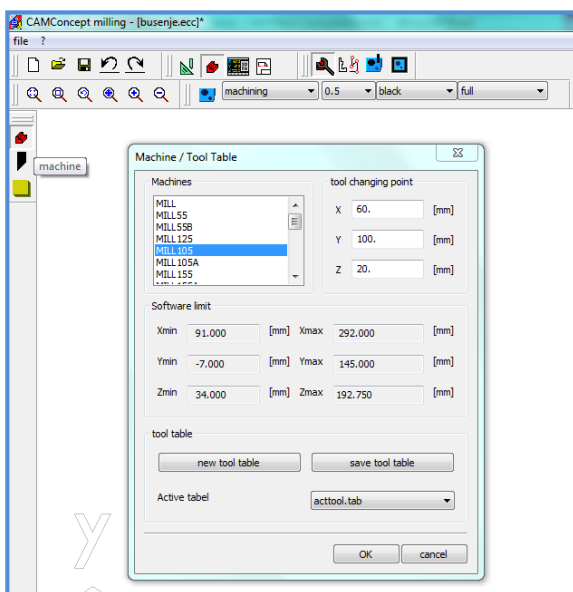 CAMConcept milling - [busenje.ecc]*
file ?
machining 0.5 black full
machine
Machine / Tool Table
Machines
MILL
MILL55
MILL55B
MILL125
MILL105
MILL105A
MILL155
MILL155A
tool changing point
X 60. [mm]
Y 100. [mm]
Z 20. [mm]
Software limit
Xmin 91.000 [mm] Xmax 292.000 [mm]
Ymin -7.000 [mm] Ymax 145.000 [mm]
Zmin 34.000 [mm] Zmax 192.750 [mm]
tool table
new tool table save tool table
Active tabel acttool.tab
OK cancel
y